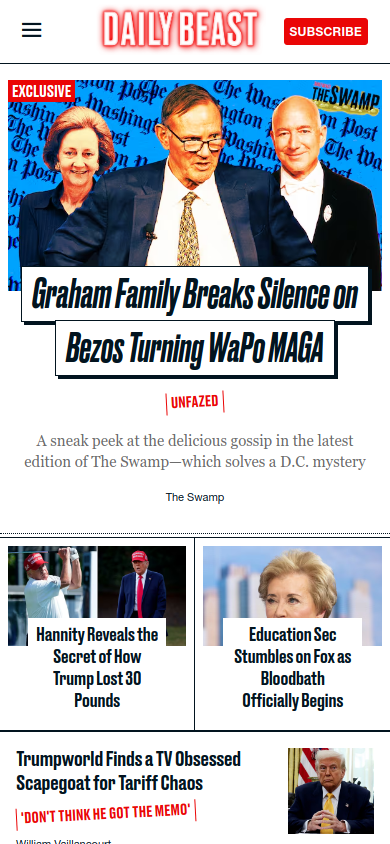 DAILY BEAST
SUBSCRIBE
EXCLUSIVE
THE SWAMP
The Washington Post
Graham Family Breaks Silence on
Bezos Turning WaPo MAGA
UNFAZED
A sneak peek at the delicious gossip in the latest
edition of The Swamp—which solves a D.C. mystery
The Swamp
Hannity Reveals the
Secret of How
Trump Lost 30
Pounds
Education Sec
Stumbles on Fox as
Bloodbath
Officially Begins
Trumpworld Finds a TV Obsessed
Scapegoat for Tariff Chaos
'DON'T THINK HE GOT THE MEMO'
William Vaillancourt